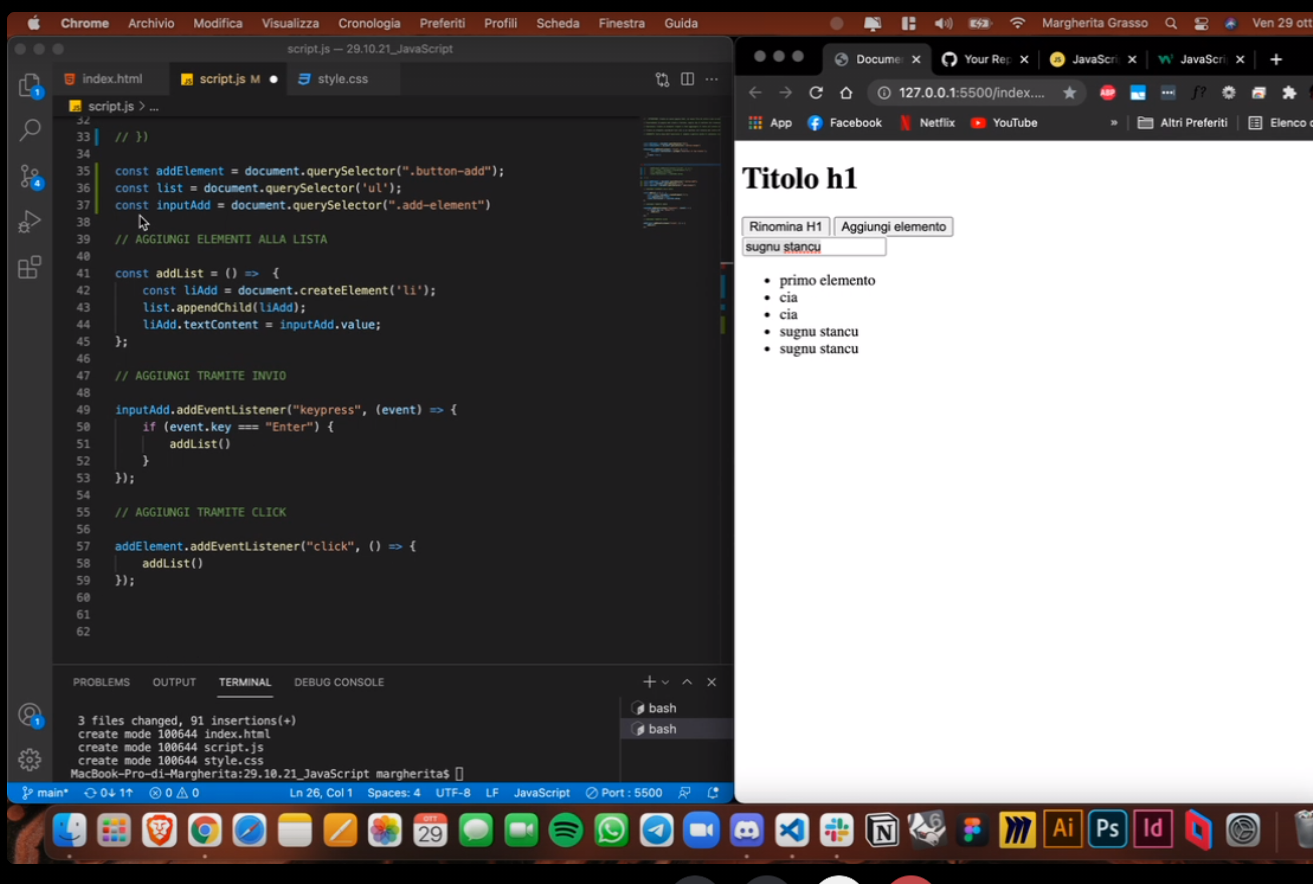 Chrome Archivio Modifica Visualizza Cronologia Preferiti Profili Scheda Finestra Guida Margherita Grasso Ven 29 ott
script.js — 29.10.21_JavaScript
index.html script.js M style.css
script.js > ...
32
33 // })
34
35 const addElement = document.querySelector(".button-add");
36 const list = document.querySelector('ul');
37 const inputAdd = document.querySelector(".add-element")
38
39 // AGGIUNGI ELEMENTI ALLA LISTA
40
41 const addList = () => {
42 const liAdd = document.createElement('li');
43 list.appendChild(liAdd);
44 liAdd.textContent = inputAdd.value;
45 };
46
47 // AGGIUNGI TRAMITE INVIO
48
49 inputAdd.addEventListener("keypress", (event) => {
50 if (event.key === "Enter") {
51 addList()
52 }
53 });
54
55 // AGGIUNGI TRAMITE CLICK
56
57 addElement.addEventListener("click", () => {
58 addList()
59 });
60
61
62
PROBLEMS OUTPUT TERMINAL DEBUG CONSOLE
3 files changed, 91 insertions(+)
create mode 100644 index.html
create mode 100644 script.js
create mode 100644 style.css
MacBook-Pro-di-Margherita:29.10.21_JavaScript margherita$
bash
bash
main* 0↓ 1↑ 0 0 Ln 26, Col 1 Spaces: 4 UTF-8 LF JavaScript Port : 5500
Docume Your Rep JavaScri JavaScri
127.0.0.1:5500/index....
App Facebook Netflix YouTube » Altri Preferiti Elenco
Titolo h1
Rinomina H1 Aggiungi elemento
sugnu stancu
• primo elemento
• cia
• cia
• sugnu stancu
• sugnu stancu
OTT
29
Ai Ps Id